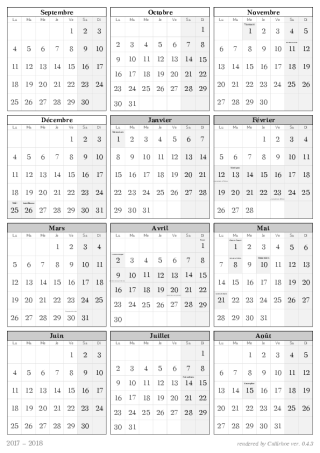 Septembre
Lu Ma Me Je Ve Sa Di
1 2 3
4 5 6 7 8 9 10
11 12 13 14 15 16 17
18 19 20 21 22 23 24
25 26 27 28 29 30
Octobre
Lu Ma Me Je Ve Sa Di
1
2 3 4 5 6 7 8
9 10 11 12 13 14 15
16 17 18 19 20 21 22
23 24 25 26 27 28 29
30 31
Novembre
Lu Ma Me Je Ve Sa Di
1 2 3 4 5
6 7 8 9 10 11 12
13 14 15 16 17 18 19
20 21 22 23 24 25 26
27 28 29 30
Décembre
Lu Ma Me Je Ve Sa Di
1 2 3
4 5 6 7 8 9 10
11 12 13 14 15 16 17
18 19 20 21 22 23 24
25 26 27 28 29 30 31
Janvier
Lu Ma Me Je Ve Sa Di
1 2 3 4 5 6 7
8 9 10 11 12 13 14
15 16 17 18 19 20 21
22 23 24 25 26 27 28
29 30 31
Février
Lu Ma Me Je Ve Sa Di
1 2 3 4
5 6 7 8 9 10 11
12 13 14 15 16 17 18
19 20 21 22 23 24 25
26 27 28
Mars
Lu Ma Me Je Ve Sa Di
1 2 3 4
5 6 7 8 9 10 11
12 13 14 15 16 17 18
19 20 21 22 23 24 25
26 27 28 29 30 31
Avril
Lu Ma Me Je Ve Sa Di
1
2 3 4 5 6 7 8
9 10 11 12 13 14 15
16 17 18 19 20 21 22
23 24 25 26 27 28 29
30
Mai
Lu Ma Me Je Ve Sa Di
1 2 3 4 5 6
7 8 9 10 11 12 13
14 15 16 17 18 19 20
21 22 23 24 25 26 27
28 29 30 31
Juin
Lu Ma Me Je Ve Sa Di
1 2 3
4 5 6 7 8 9 10
11 12 13 14 15 16 17
18 19 20 21 22 23 24
25 26 27 28 29 30
Juillet
Lu Ma Me Je Ve Sa Di
1
2 3 4 5 6 7 8
9 10 11 12 13 14 15
16 17 18 19 20 21 22
23 24 25 26 27 28 29
30 31
Août
Lu Ma Me Je Ve Sa Di
1 2 3 4 5
6 7 8 9 10 11 12
13 14 15 16 17 18 19
20 21 22 23 24 25 26
27 28 29 30 31
2017 – 2018
rendered by Calkrine ver. 0.4.3